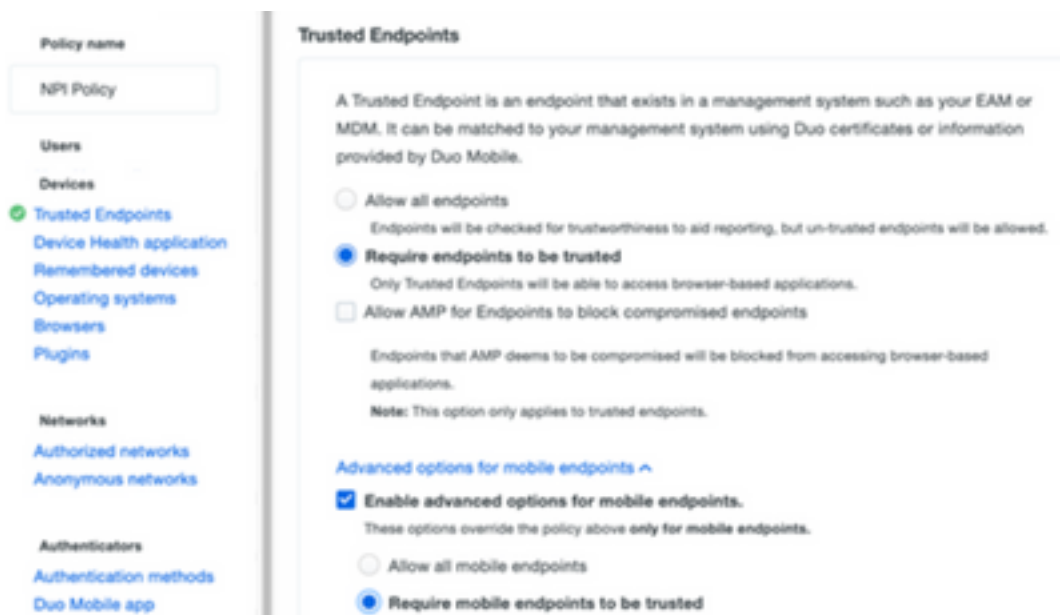 Policy name
NPI Policy
Users
Devices
Trusted Endpoints
Device Health application
Remembered devices
Operating systems
Browsers
Plugins
Networks
Authorized networks
Anonymous networks
Authenticators
Authentication methods
Duo Mobile app
Trusted Endpoints
A Trusted Endpoint is an endpoint that exists in a management system such as your EAM or
MDM. It can be matched to your management system using Duo certificates or information
provided by Duo Mobile.
Allow all endpoints
Endpoints will be checked for trustworthiness to aid reporting, but un-trusted endpoints will be allowed.
Require endpoints to be trusted
Only Trusted Endpoints will be able to access browser-based applications.
Allow AMP for Endpoints to block compromised endpoints
Endpoints that AMP deems to be compromised will be blocked from accessing browser-based
applications.
Note: This option only applies to trusted endpoints.
Advanced options for mobile endpoints
Enable advanced options for mobile endpoints.
These options override the policy above only for mobile endpoints.
Allow all mobile endpoints
Require mobile endpoints to be trusted